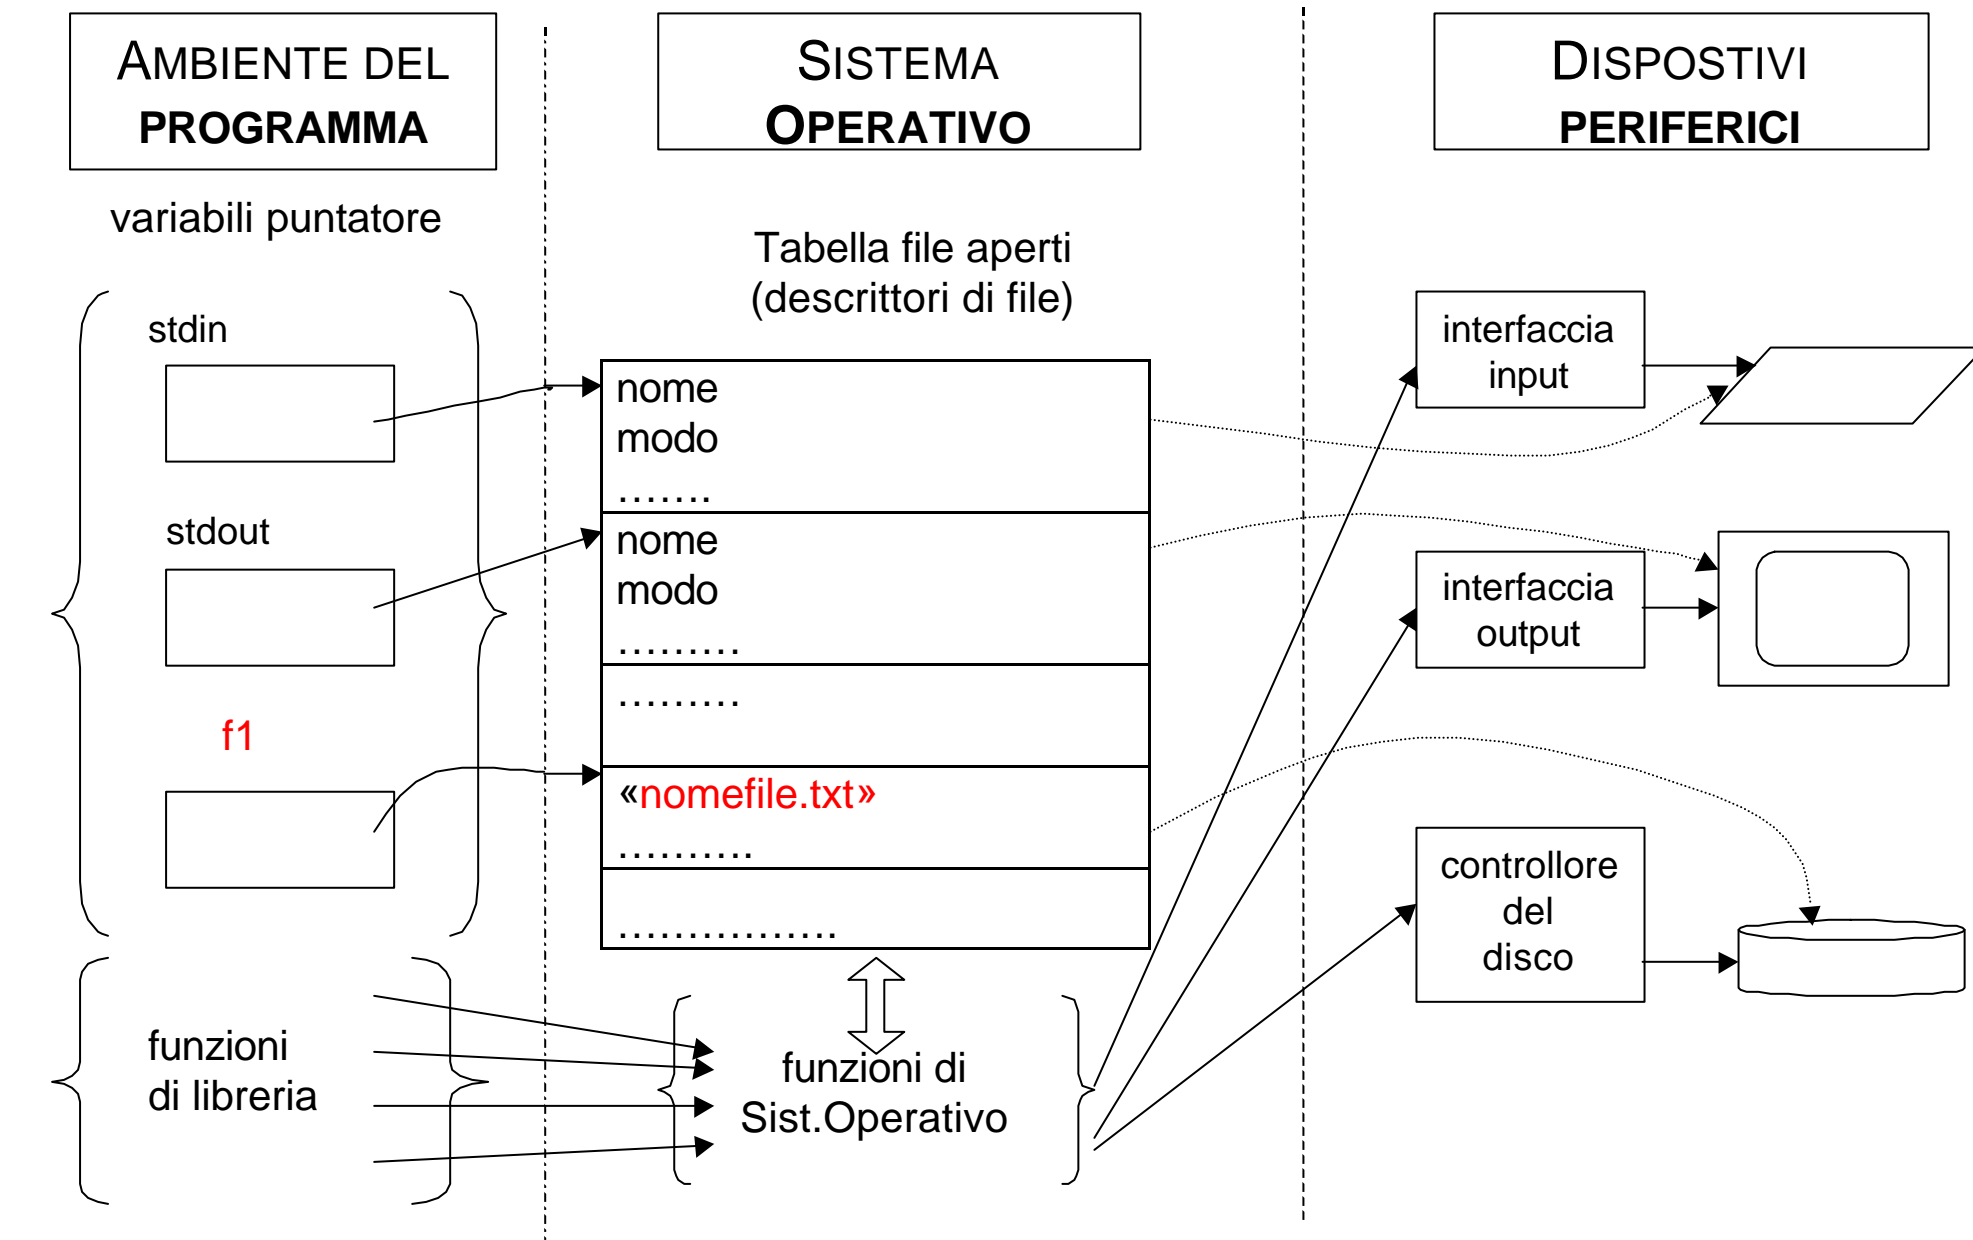 AMBIENTE DEL
PROGRAMMA
variabili puntatore
stdin
stdout
f1
funzioni
di libreria
SISTEMA
OPERATIVO
Tabella file aperti
(descrittori di file)
nome
modo
.......
nome
modo
.........
.........
«nomefile.txt»
..........
................
funzioni di
Sist.Operativo
DISPOSTIVI
PERIFERICI
interfaccia
input
interfaccia
output
controllore
del
disco